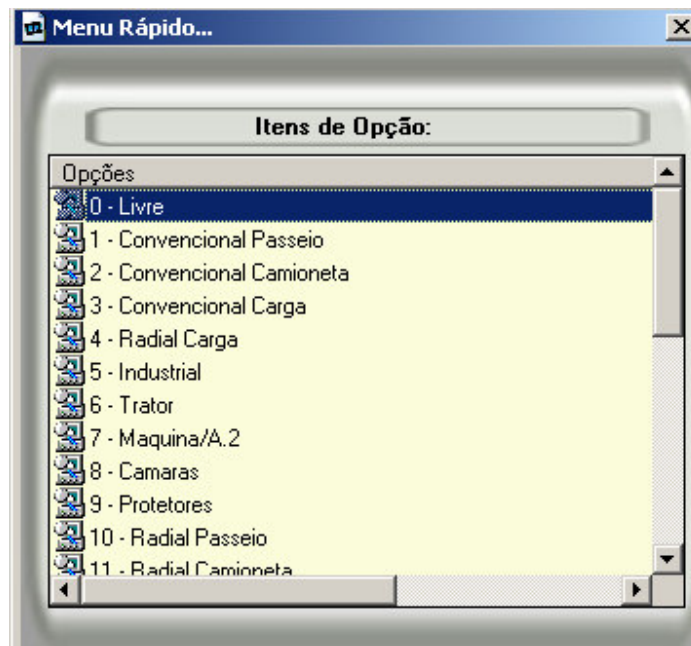 Menu Rápido...
Itens de Opção:
Opções
0 - Livre
1 - Convencional Passeio
2 - Convencional Camioneta
3 - Convencional Carga
4 - Radial Carga
5 - Industrial
6 - Trator
7 - Maquina/A.2
8 - Camaras
9 - Protetores
10 - Radial Passeio
11 - Radial Camioneta